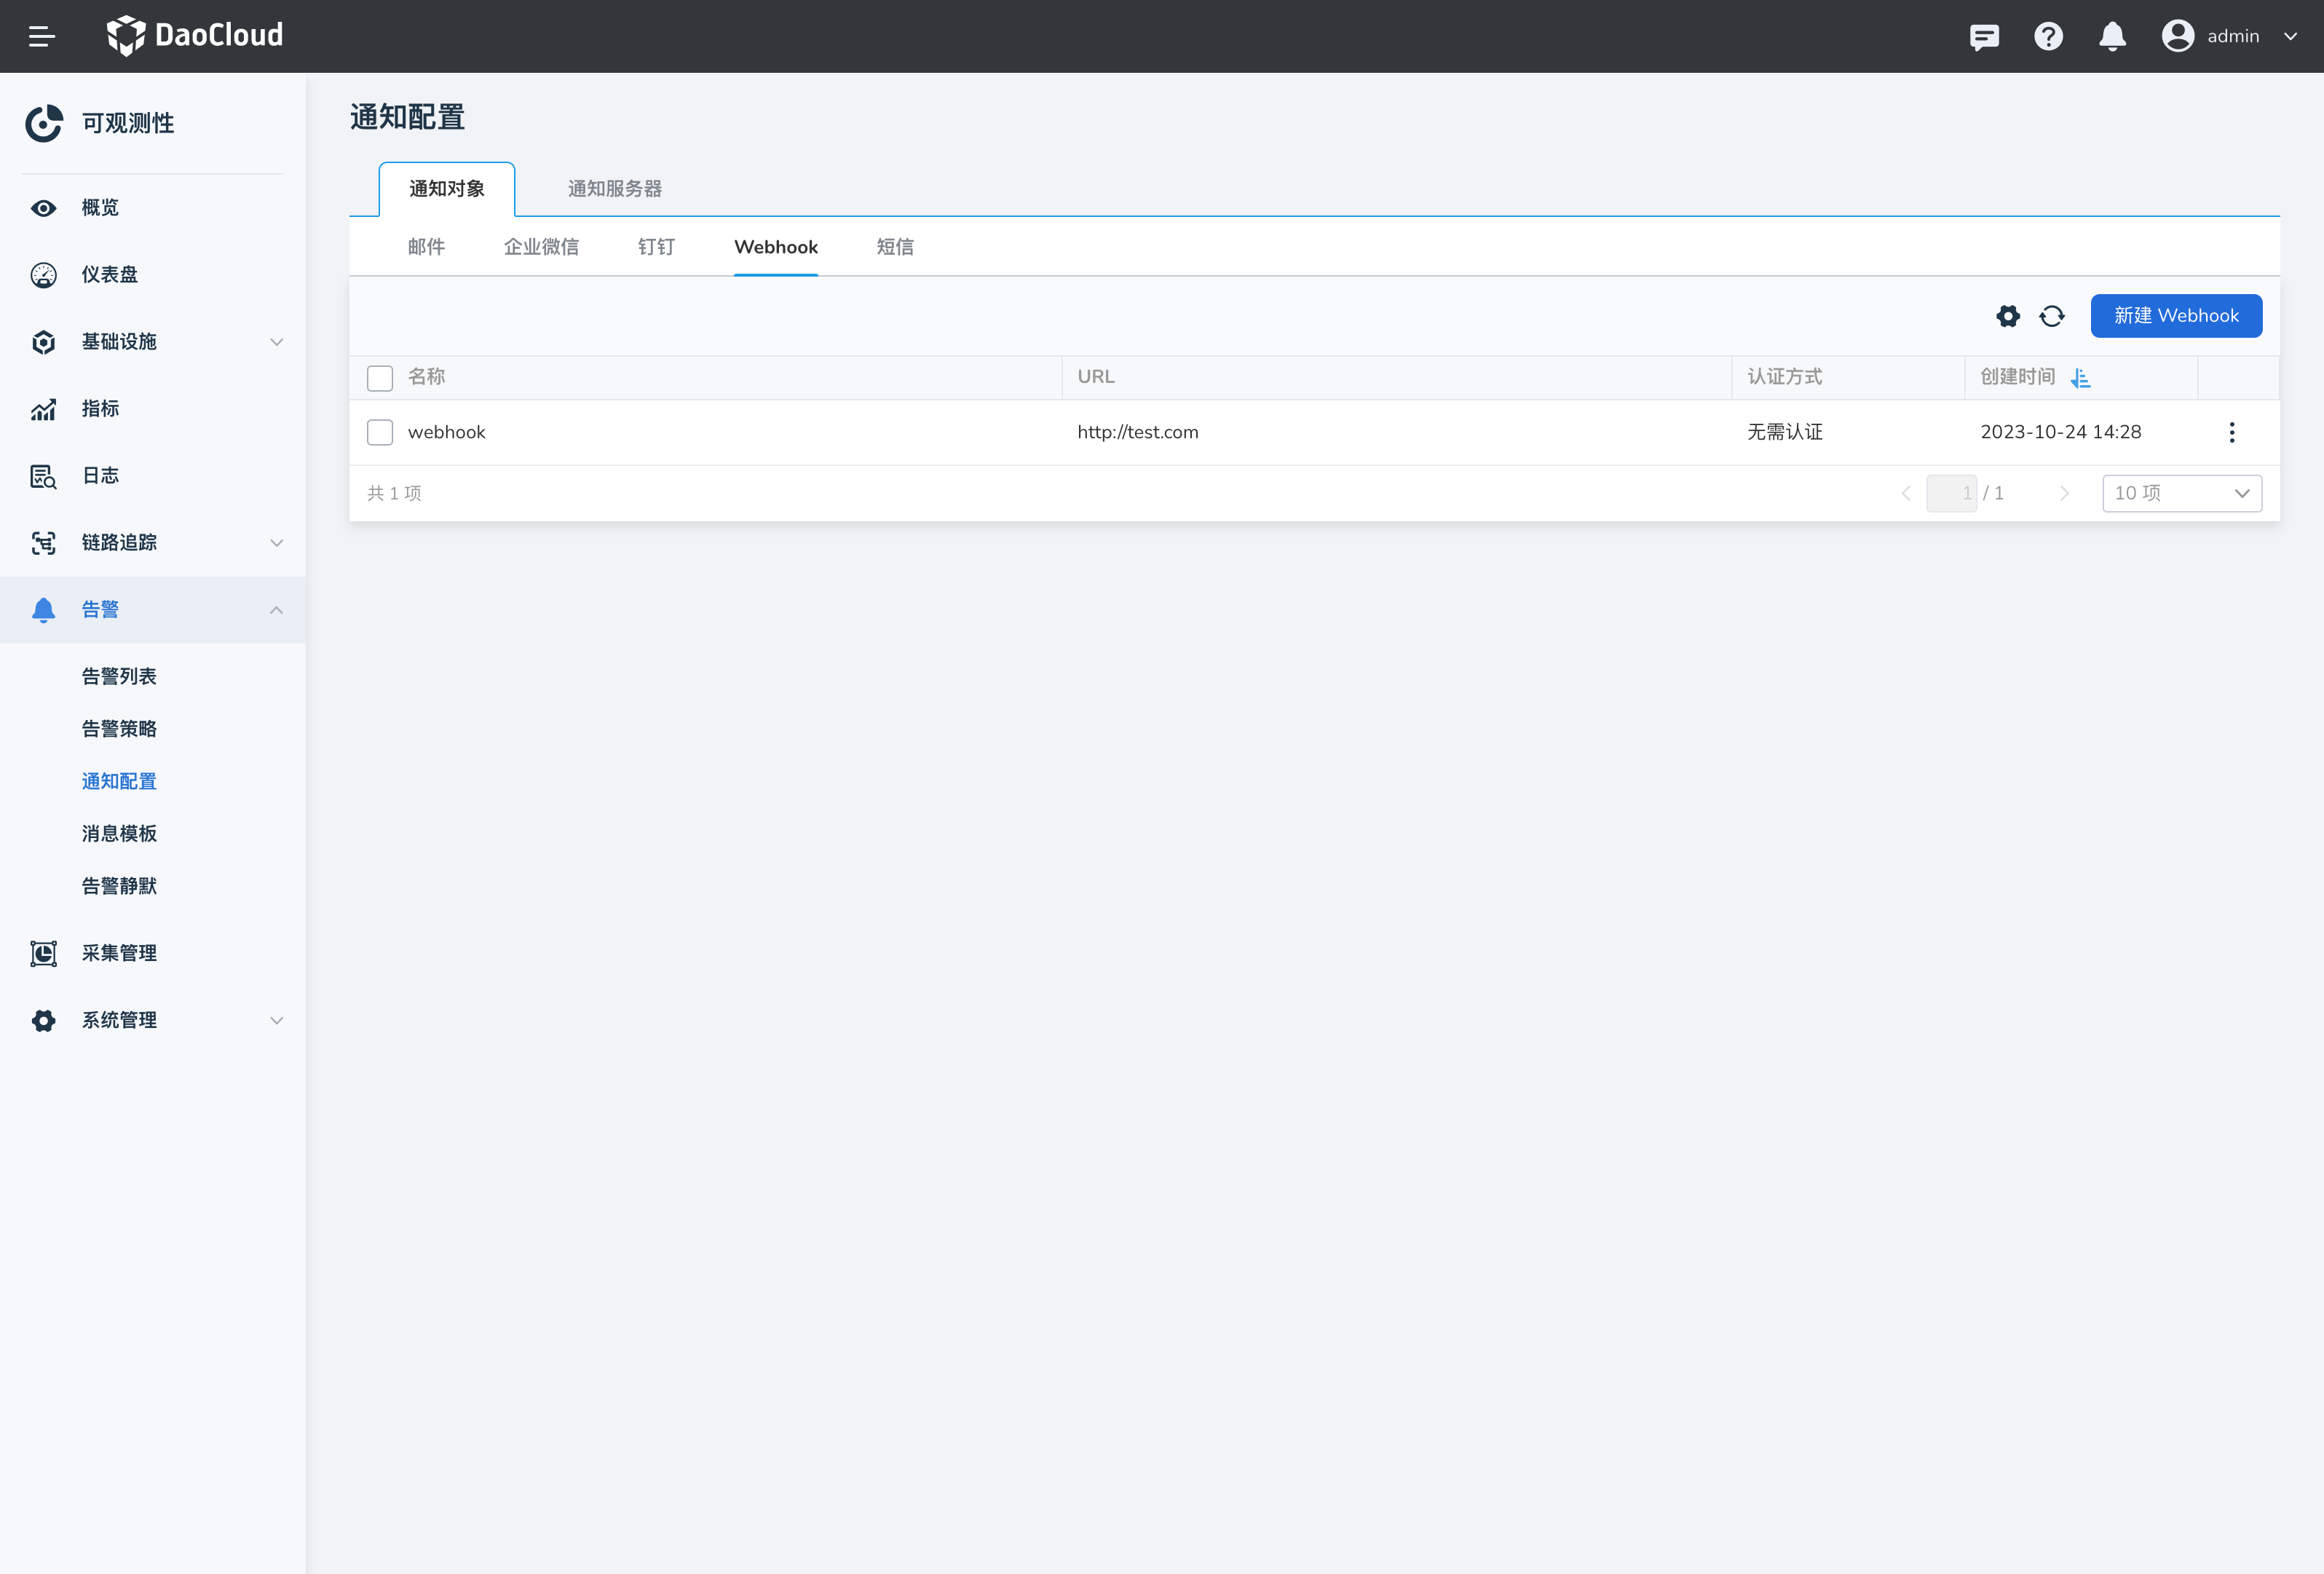 DaoCloud
admin
可观测性
概览
仪表盘
基础设施
指标
日志
链路追踪
告警
告警列表
告警策略
通知配置
消息模板
告警静默
采集管理
系统管理
通知配置
通知对象 通知服务器
邮件 企业微信 钉钉 Webhook 短信
新建 Webhook
名称 URL 认证方式 创建时间
webhook http://test.com 无需认证 2023-10-24 14:28
共 1 项 1 / 1 10 项